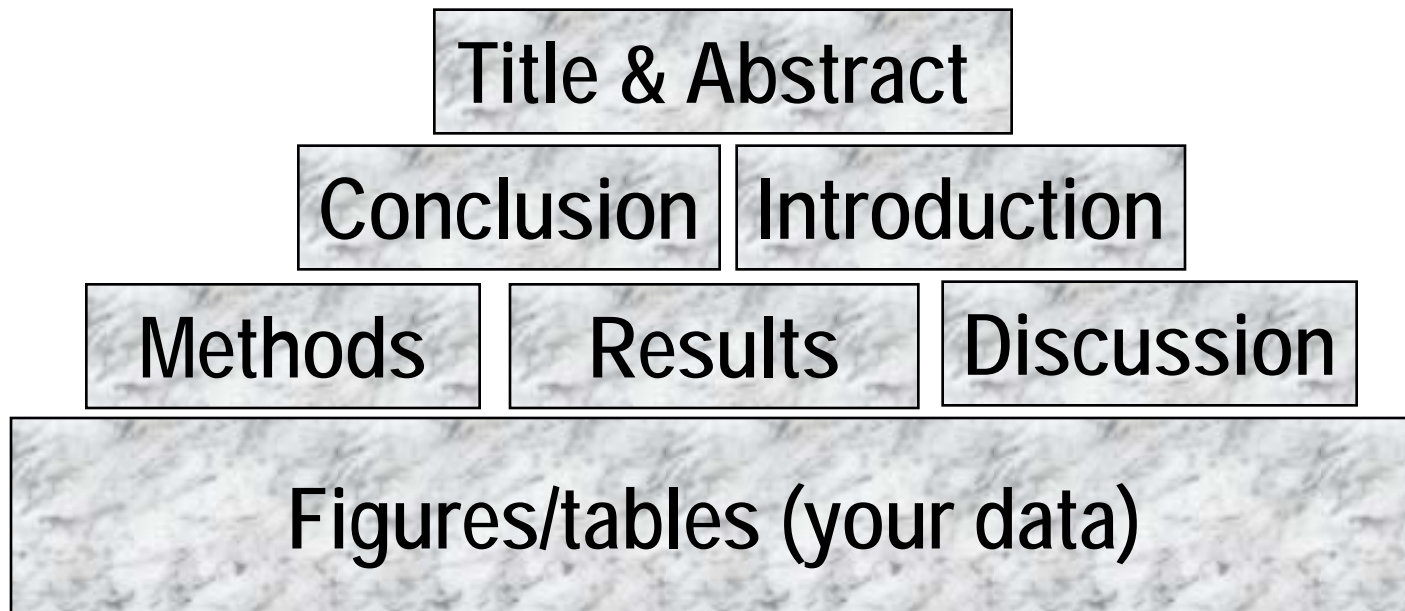 Title & Abstract
Conclusion Introduction
Methods Results Discussion
Figures/tables (your data)